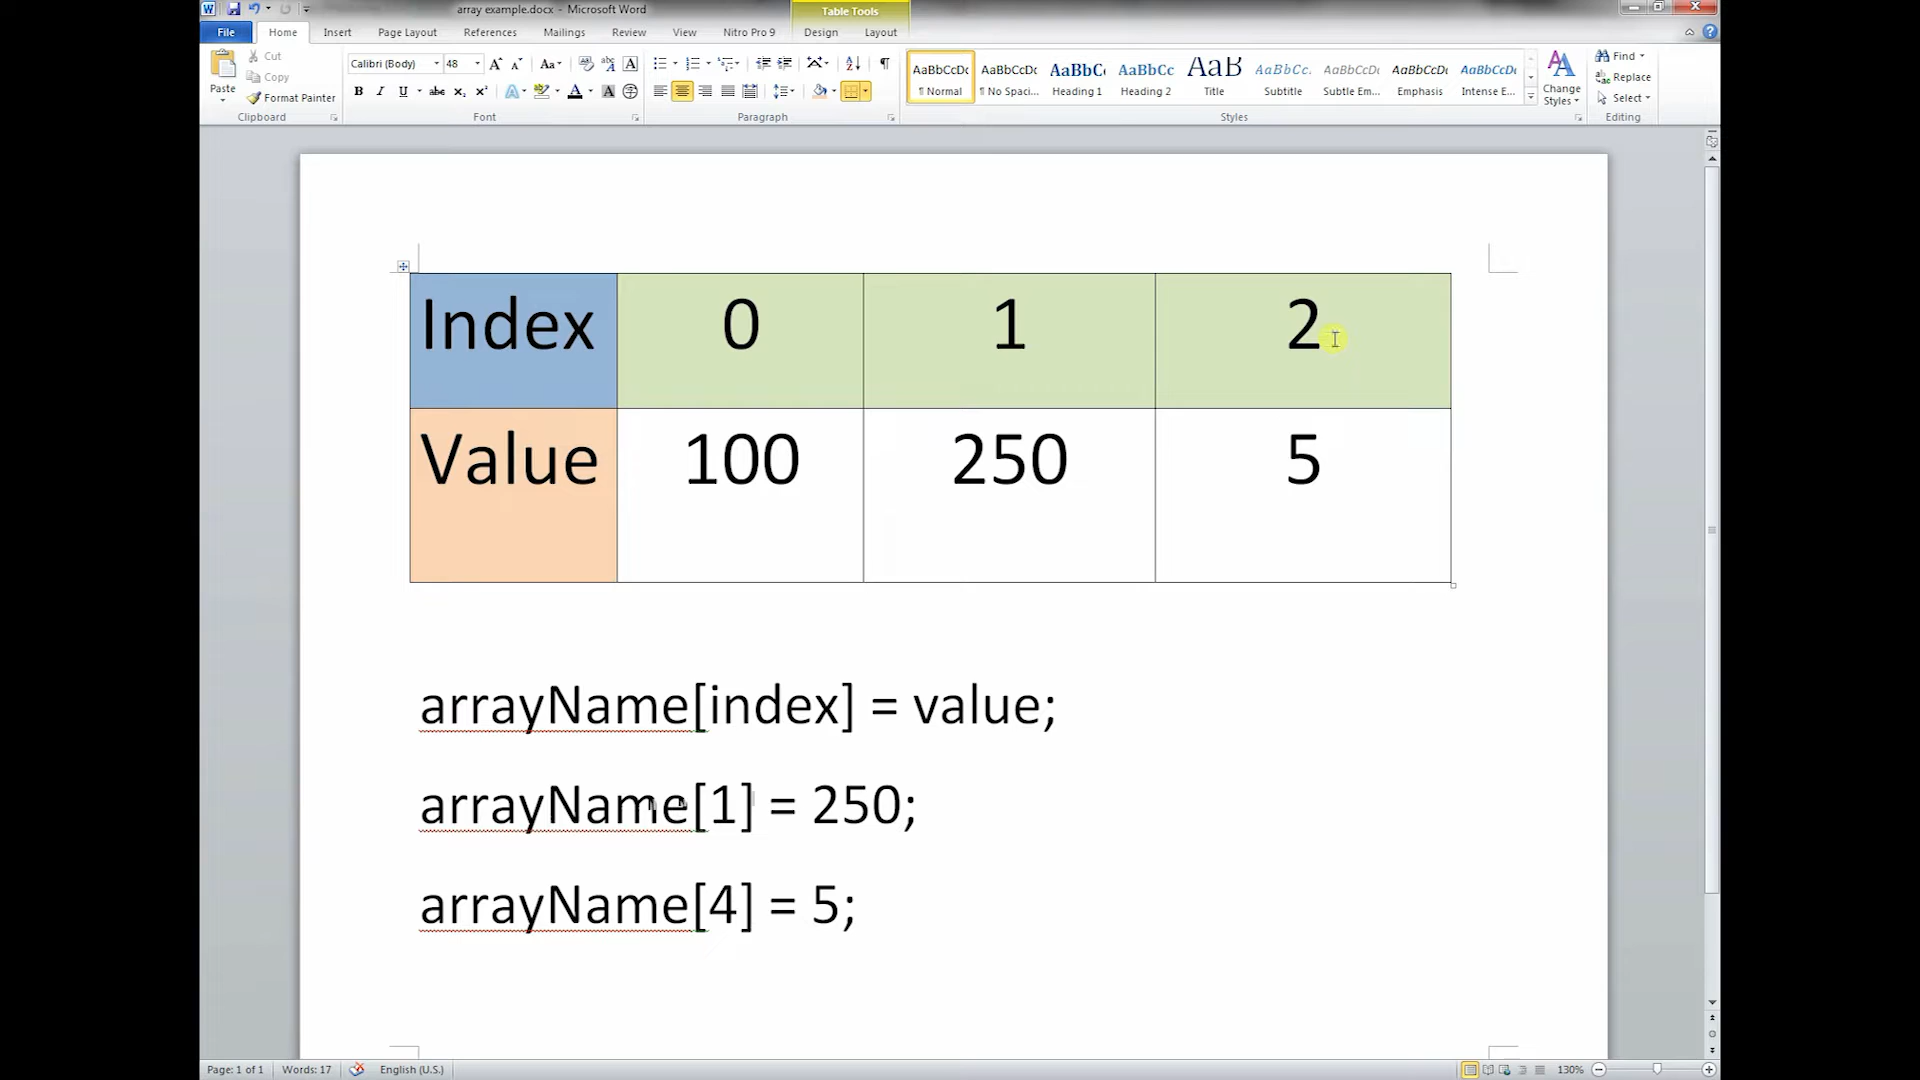 array example.docx - Microsoft Word
Table Tools
File Home Insert Page Layout References Mailings Review View Nitro Pro 9 Design Layout
Paste
Cut
Copy
Format Painter
Clipboard
Calibri (Body) 48
Font
Paragraph
AaBbCcDc AaBbCcDc AaBbC AaBbCc AaB AaBbCc. AaBbCcDc AaBbCcDc AaBbCcDc
¶ Normal ¶ No Spaci... Heading 1 Heading 2 Title Subtitle Subtle Em... Emphasis Intense E...
Change Styles
Styles
Find
Replace
Select
Editing
Index 0 1 2
Value 100 250 5
arrayName[index] = value;
arrayName[1] = 250;
arrayName[4] = 5;
Page: 1 of 1 Words: 17 English (U.S.) 130%